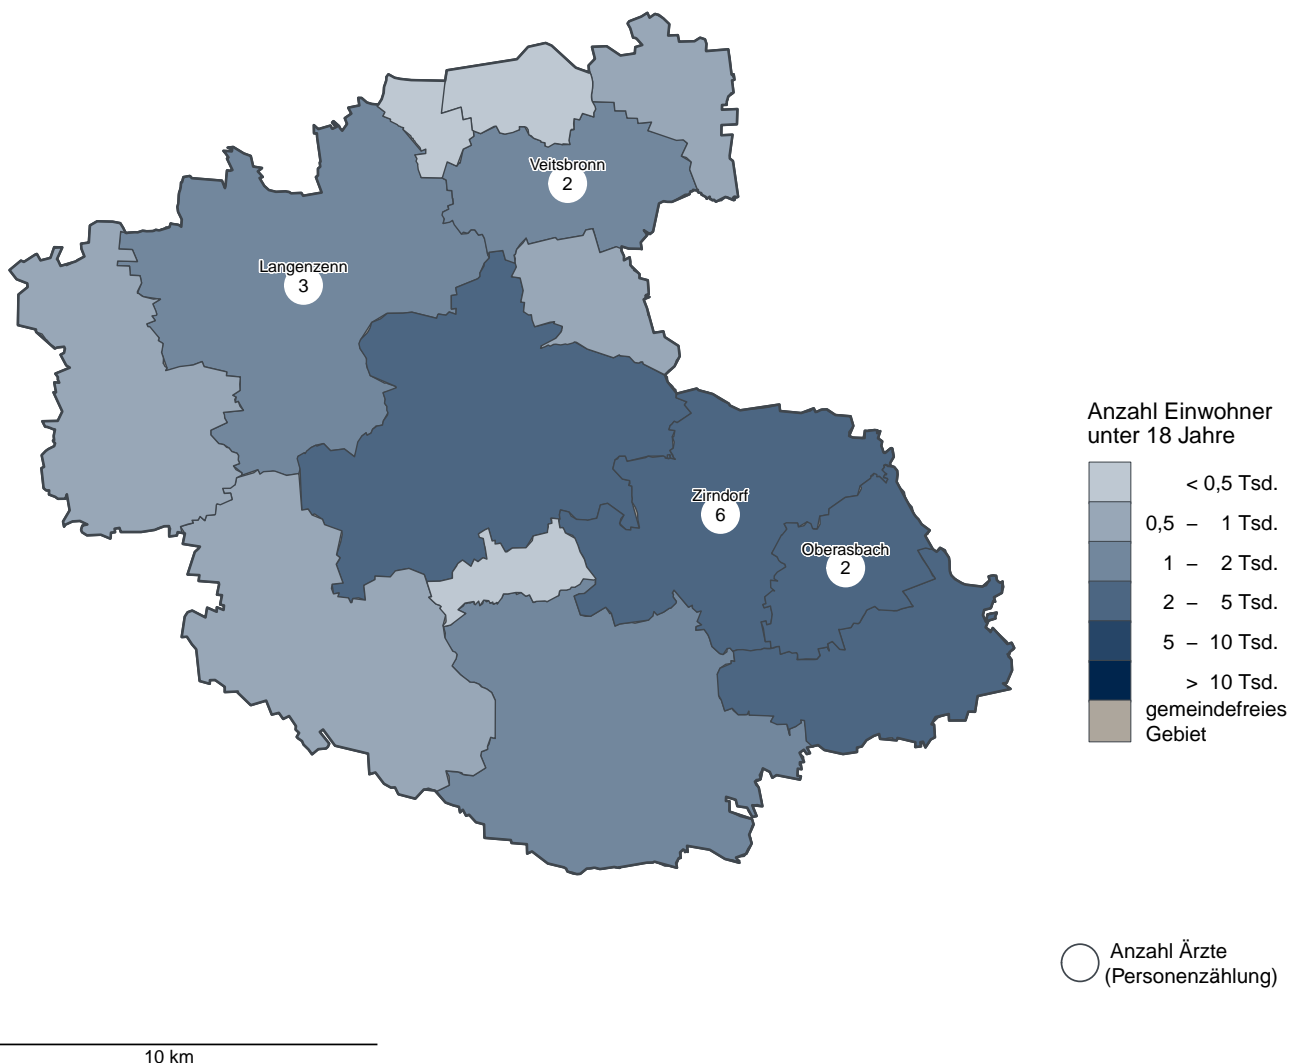 Veitsbronn
2
Langenzenn
3
Zirndorf
6
Oberasbach
2
Anzahl Einwohner
unter 18 Jahre
< 0,5 Tsd.
0,5 – 1 Tsd.
1 – 2 Tsd.
2 – 5 Tsd.
5 – 10 Tsd.
> 10 Tsd.
gemeindefreies
Gebiet
Anzahl Ärzte
(Personenzählung)
10 km